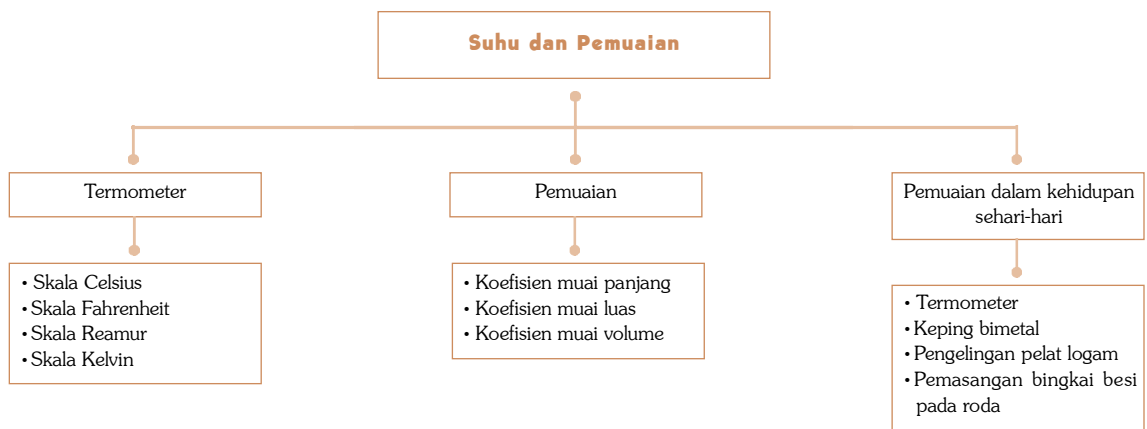 Suhu dan Pemuaian
Termometer
Pemuaian
Pemuaian dalam kehidupan
sehari-hari
• Skala Celsius
• Skala Fahrenheit
• Skala Reamur
• Skala Kelvin
• Koefisien muai panjang
• Koefisien muai luas
• Koefisien muai volume
• Termometer
• Keping bimetal
• Pengelingan pelat logam
• Pemasangan bingkai besi
pada roda